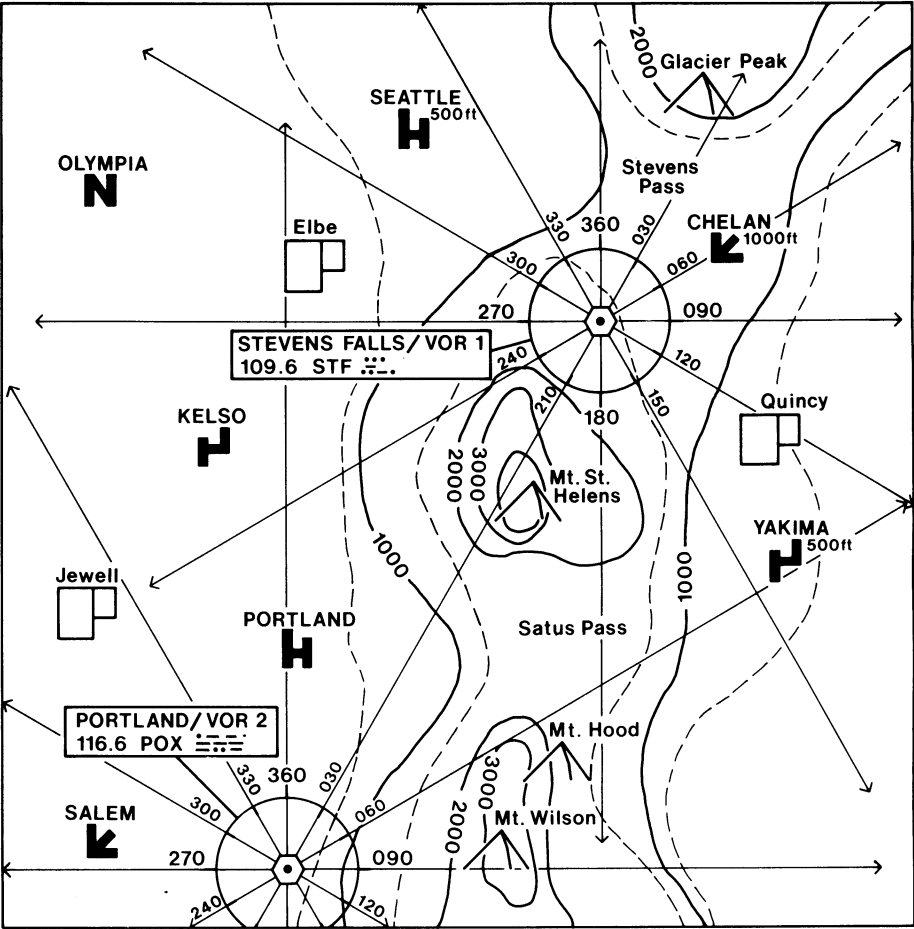 2000
Glacier Peak
SEATTLE
500ft
OLYMPIA
N
Stevens
Pass
Elbe
CHELAN
1000ft
330
360
030
300
060
270
090
STEVENS FALLS/VOR 1
109.6 STF
240
120
210
180
150
Quincy
KELSO
3000
2000
Mt. St.
Helens
YAKIMA
500ft
1000
1000
Jewell
PORTLAND
H
Satus Pass
PORTLAND/VOR 2
116.6 POX
Mt. Hood
330
360
030
300
060
3000
2000
Mt. Wilson
SALEM
270
090
240
120